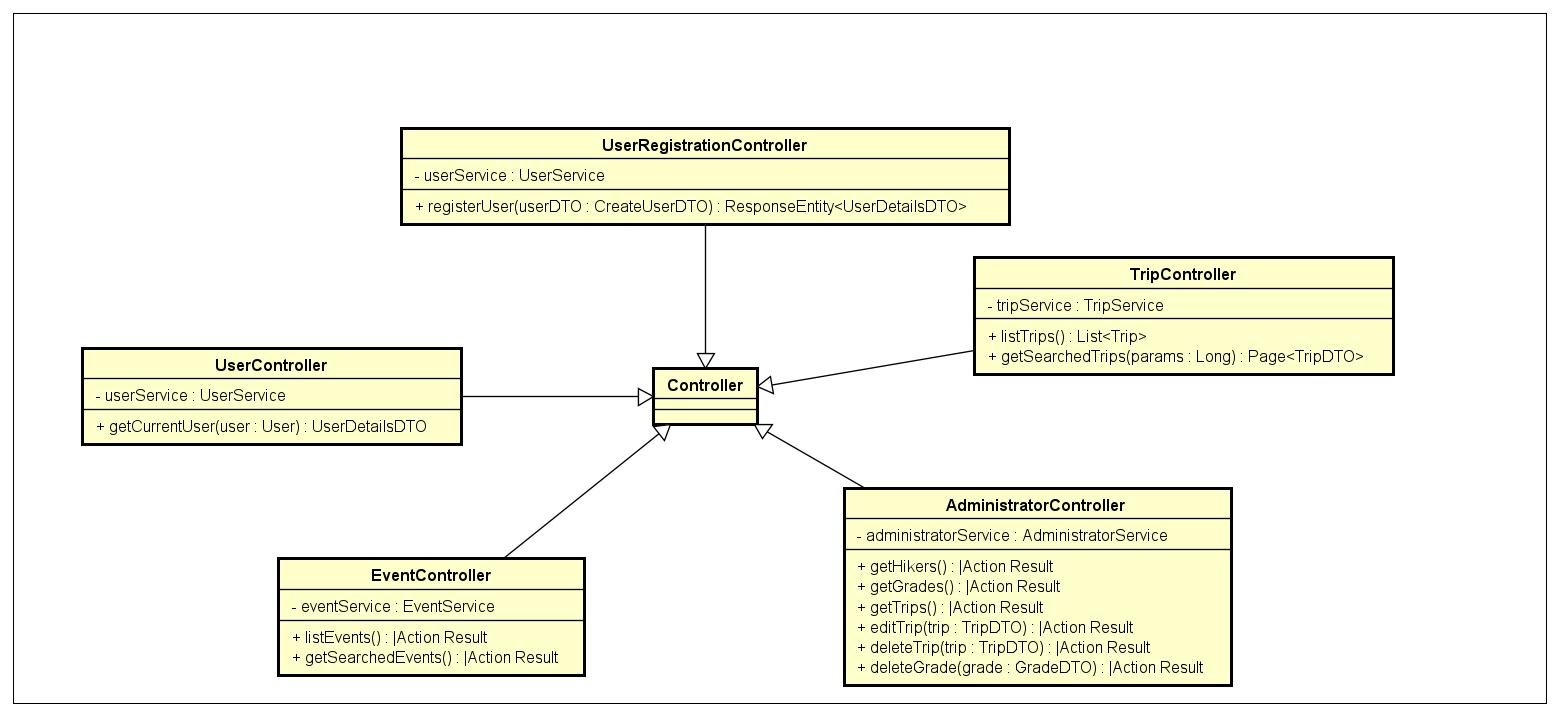 UserRegistrationController
- userService : UserService
+ registerUser(userDTO : CreateUserDTO) : ResponseEntity<UserDetailsDTO>
TripController
- tripService : TripService
+ listTrips() : List<Trip>
+ getSearchedTrips(params : Long) : Page<TripDTO>
UserController
- userService : UserService
+ getCurrentUser(user : User) : UserDetailsDTO
Controller
AdministratorController
- administratorService : AdministratorService
+ getHikers() : |Action Result
+ getGrades() : |Action Result
+ getTrips() : |Action Result
+ editTrip(trip : TripDTO) : |Action Result
+ deleteTrip(trip : TripDTO) : |Action Result
+ deleteGrade(grade : GradeDTO) : |Action Result
EventController
- eventService : EventService
+ listEvents() : |Action Result
+ getSearchedEvents() : |Action Result